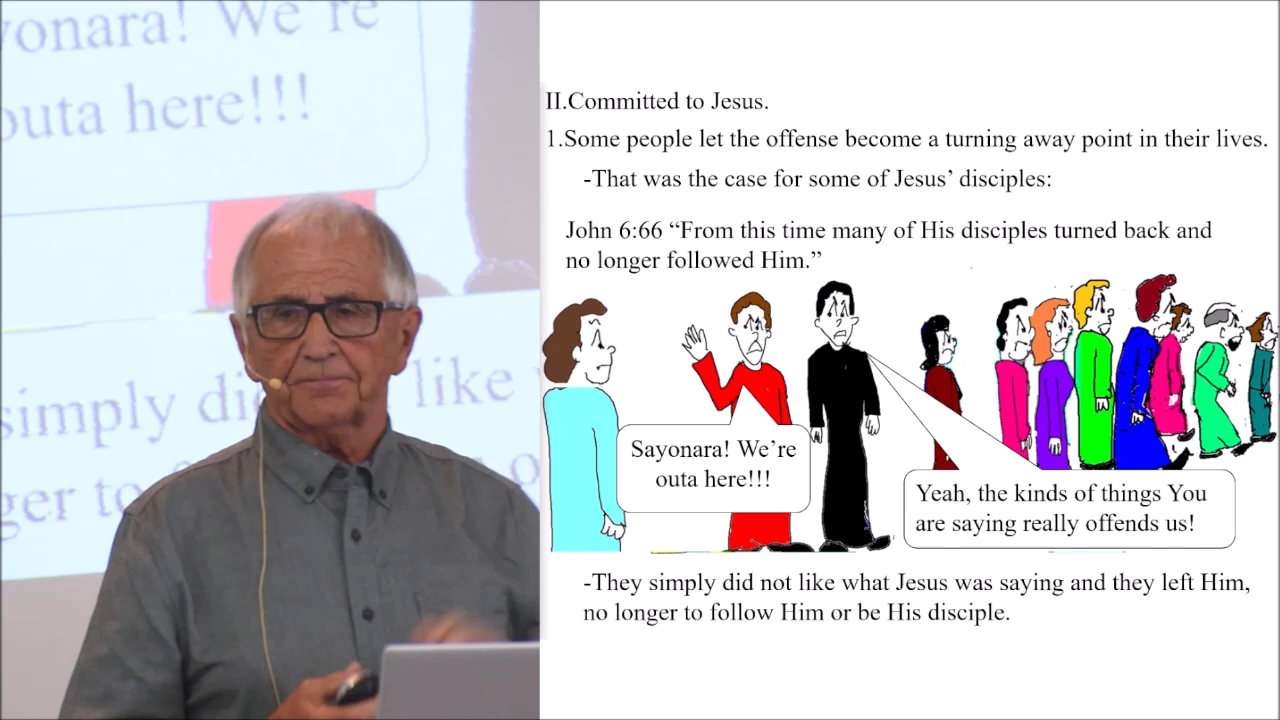 yonara! We're
outa here!!!
simply di like
ger to
II.Committed to Jesus.
1.Some people let the offense become a turning away point in their lives.
-That was the case for some of Jesus’ disciples:
John 6:66 “From this time many of His disciples turned back and
no longer followed Him.”
Sayonara! We’re
outa here!!!
Yeah, the kinds of things You
are saying really offends us!
-They simply did not like what Jesus was saying and they left Him,
no longer to follow Him or be His disciple.